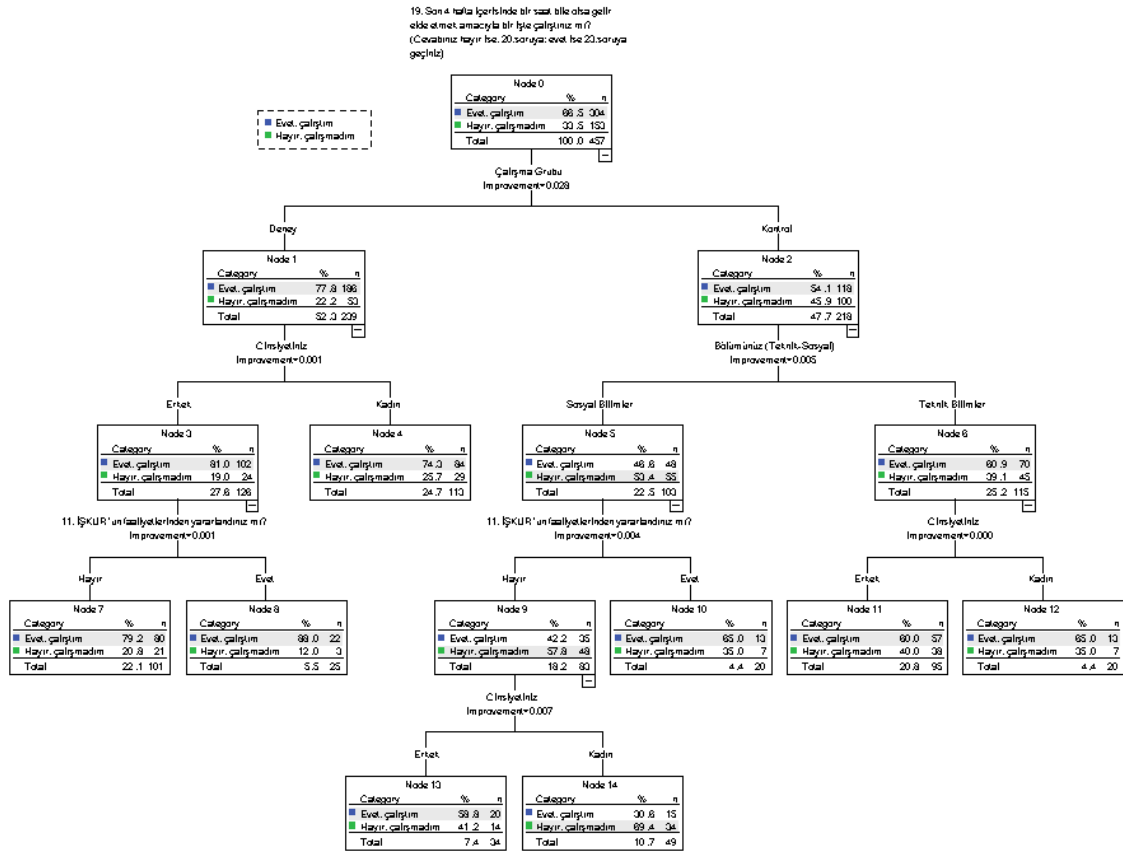 19. Son 4 hafta içerisinde bir saat bile olsa gelir
elde etmek amacıyla bir işte çalıştınız mı?
(Cevabınız hayır ise, 20.soruya; evet ise 23.soruya
geçiniz)
Evet, çalıştım
Hayır, çalışmadım
Node 0
Category % n
Evet, çalıştım 66.5 304
Hayır, çalışmadım 33.5 153
Total 100.0 457
Çalışma Grubu
Improvement=0.028
Deney
Kontrol
Node 1
Category % n
Evet, çalıştım 77.8 186
Hayır, çalışmadım 22.2 53
Total 52.3 239
Node 2
Category % n
Evet, çalıştım 54.1 118
Hayır, çalışmadım 45.9 100
Total 47.7 218
Cinsiyetiniz
Improvement=0.001
Bölümünüz (Teknik-Sosyal)
Improvement=0.005
Erkek
Kadın
Sosyal Bilimler
Teknik Bilimler
Node 3
Category % n
Evet, çalıştım 81.0 102
Hayır, çalışmadım 19.0 24
Total 27.6 126
Node 4
Category % n
Evet, çalıştım 74.3 84
Hayır, çalışmadım 25.7 29
Total 24.7 113
Node 5
Category % n
Evet, çalıştım 46.6 48
Hayır, çalışmadım 53.4 55
Total 22.5 103
Node 6
Category % n
Evet, çalıştım 60.9 70
Hayır, çalışmadım 39.1 45
Total 25.2 115
11. İŞKUR'un faaliyetlerinden yararlandınız mı?
Improvement=0.001
11. İŞKUR'un faaliyetlerinden yararlandınız mı?
Improvement=0.004
Cinsiyetiniz
Improvement=0.000
Hayır
Evet
Hayır
Evet
Erkek
Kadın
Node 7
Category % n
Evet, çalıştım 79.2 80
Hayır, çalışmadım 20.8 21
Total 22.1 101
Node 8
Category % n
Evet, çalıştım 88.0 22
Hayır, çalışmadım 12.0 3
Total 5.5 25
Node 9
Category % n
Evet, çalıştım 42.2 35
Hayır, çalışmadım 57.8 48
Total 18.2 83
Node 10
Category % n
Evet, çalıştım 65.0 13
Hayır, çalışmadım 35.0 7
Total 4.4 20
Node 11
Category % n
Evet, çalıştım 60.0 57
Hayır, çalışmadım 40.0 38
Total 20.8 95
Node 12
Category % n
Evet, çalıştım 65.0 13
Hayır, çalışmadım 35.0 7
Total 4.4 20
Cinsiyetiniz
Improvement=0.007
Erkek
Kadın
Node 13
Category % n
Evet, çalıştım 58.8 20
Hayır, çalışmadım 41.2 14
Total 7.4 34
Node 14
Category % n
Evet, çalıştım 30.6 15
Hayır, çalışmadım 69.4 34
Total 10.7 49